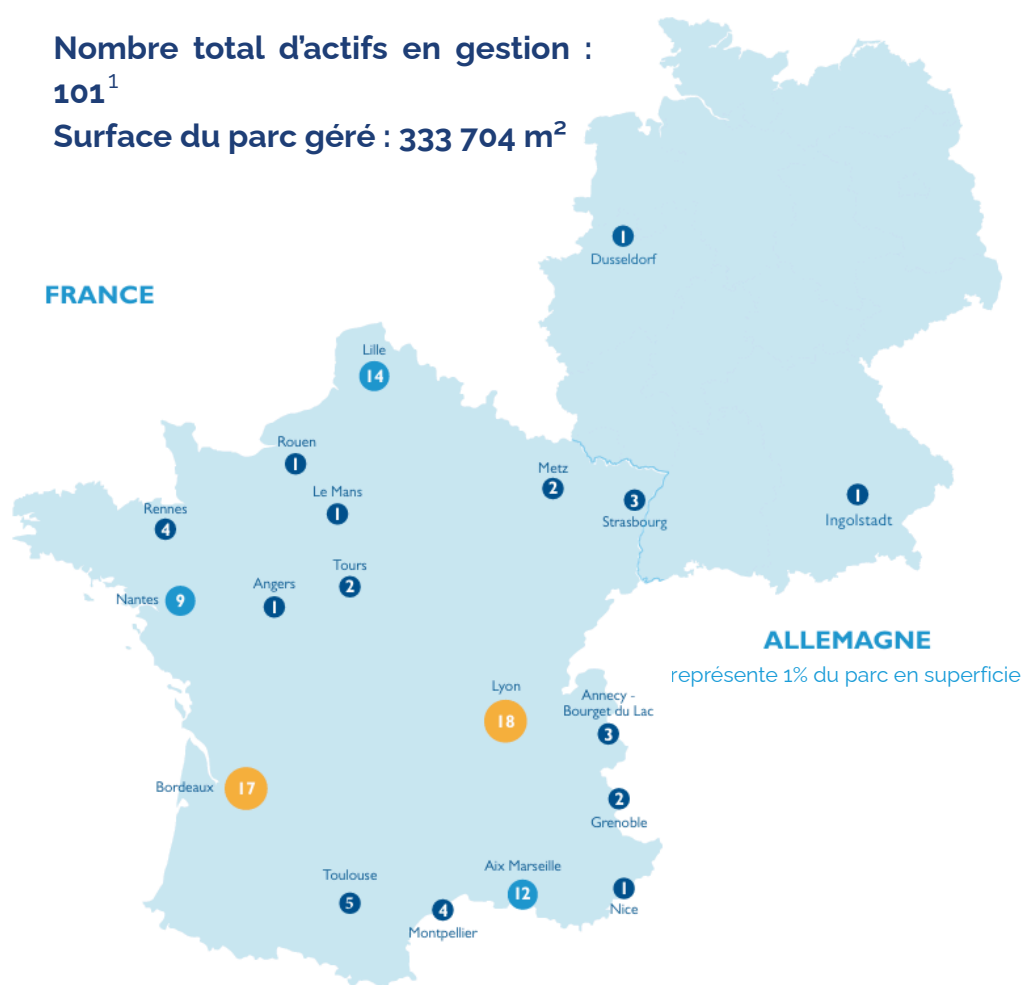 Nombre total d'actifs en gestion :
101¹
Surface du parc géré : 333 704 m²
1
Dusseldorf
FRANCE
Lille
14
Rouen
1
Metz
2
Le Mans
1
3
Strasbourg
1
Ingolstadt
Rennes
4
Tours
2
Angers
1
Nantes 9
ALLEMAGNE
représente 1% du parc en superficie
Lyon
18
Annecy -
Bourget du Lac
3
Bordeaux 17
2
Grenoble
Aix Marseille
12
Toulouse
5
1
Nice
4
Montpellier